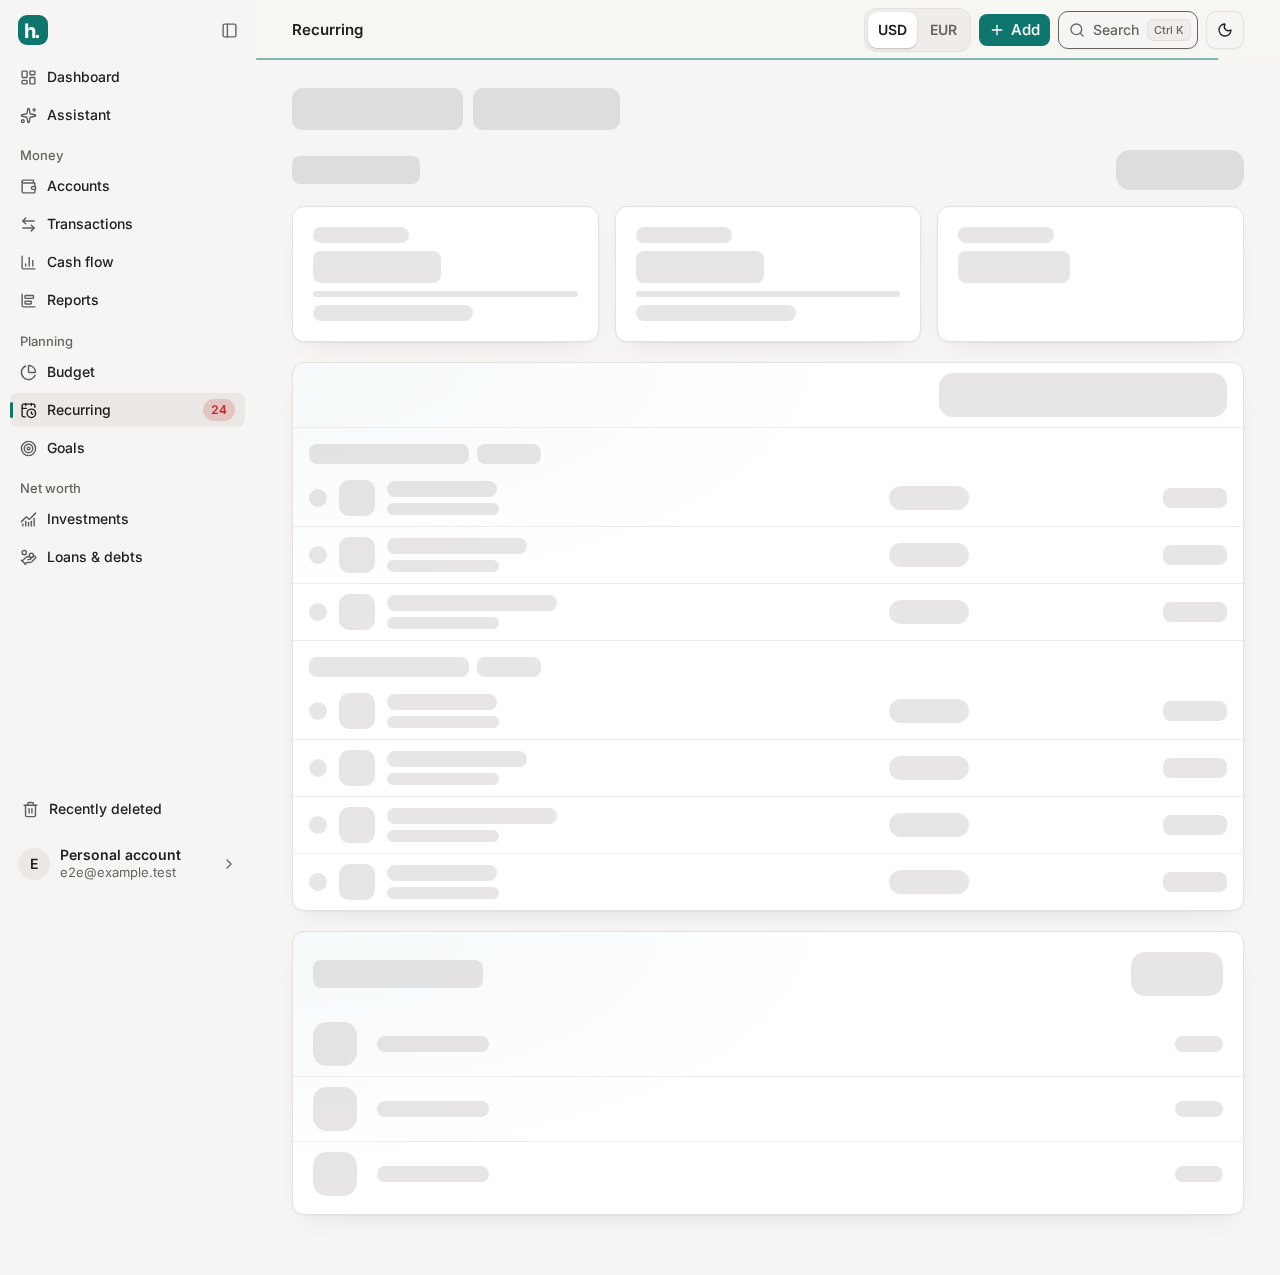 h.
Dashboard
Assistant
Money
Accounts
Transactions
Cash flow
Reports
Planning
Budget
Recurring 24
Goals
Net worth
Investments
Loans & debts
Recently deleted
E
Personal account
e2e@example.test
Recurring
USD EUR
Add
Search Ctrl K